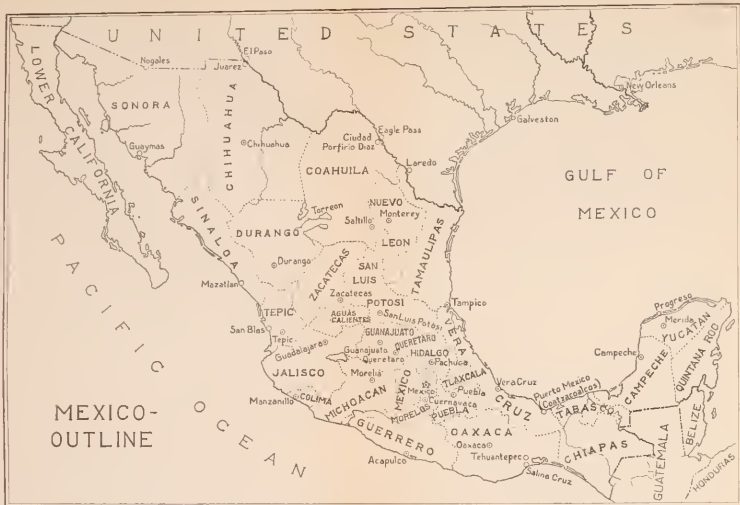 UNITED STATES
LOWER CALIFORNIA
Nogales
El Paso
Juarez
SONORA
CHIHUAHUA
Guaymas
Chihuahua
Ciudad
Porfirio Diaz
Eagle Pass
COAHUILA
Laredo
Galveston
New Orleans
GULF OF
MEXICO
SINALOA
DURANGO
Torreon
Saltillo
NUEVO
Monterrey
LEON
TAMAULIPAS
Durango
Mazatlan
ZACATECAS
Zacatecas
SAN
LUIS
POTOSI
San Luis Potosi
AGUAS
CALIENTES
Tampico
TEPIC
San Blas
Tepic
Guadalajara
GUANAJUATO
Guanajuato
QUERETARO
Queretaro
HIDALGO
Pachuca
VERA CRUZ
JALISCO
Manzanillo
COLIMA
Morelia
MICHOACAN
MEXICO
Mexico
TLAXCALA
Puebla
Cuernavaca
MORELOS
PUEBLA
Vera Cruz
GUERRERO
Acapulco
OAXACA
Oaxaca
Tehuantepec
Salina Cruz
Puerto Mexico
(Coatzacoalcos)
TABASCO
CHIAPAS
Progreso
Merida
YUCATAN
Campeche
CAMPECHE
QUINTANA ROO
BELIZE
GUATEMALA
HONDURAS
PACIFIC OCEAN
MEXICO-
OUTLINE